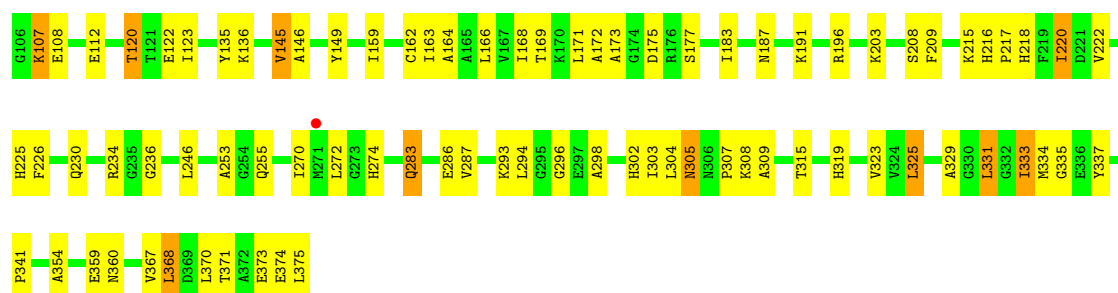 G106 K107 E108 E112 T120 T121 E122 I123 Y135 K136 V145 A146 Y149 I159 C162 I163 A164 A165 L166 V167 I168 T169 K170 L171 A172 A173 G174 D175 R176 S177 I183 N187 K191 R196 K203 S208 F209 K215 H216 P217 H218 F219 I220 D221 V222
H225 F226 Q230 R234 G235 G236 L246 A253 G254 Q255 I270 M271 L272 G273 H274 Q283 E286 V287 K293 L294 G295 G296 E297 A298 H302 I303 L304 N305 N306 P307 K308 A309 T315 H319 V323 V324 L325 A329 G330 L331 G332 I333 M334 G335 E336 Y337
P341 A354 E359 N360 V367 L368 D369 L370 T371 A372 E373 E374 L375